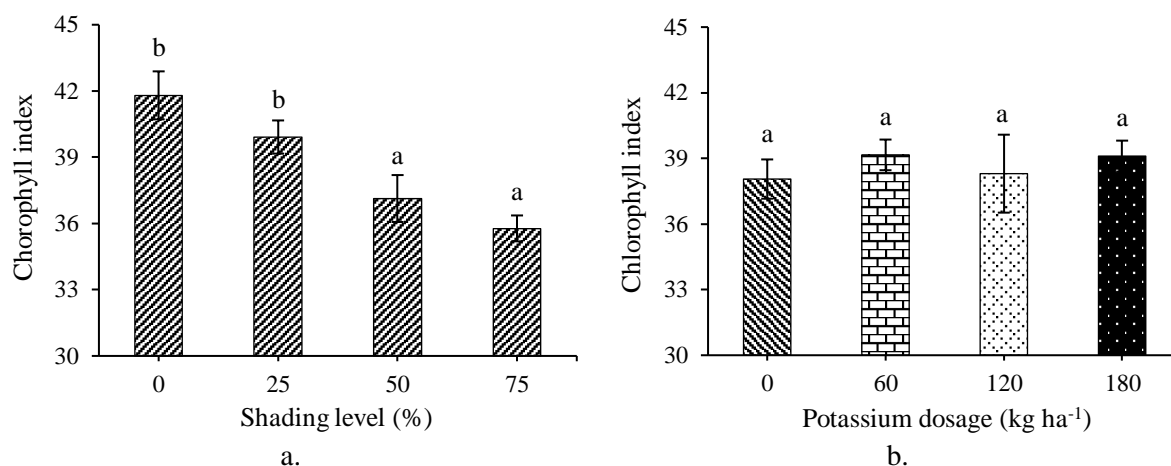 Chorophyll index
45
42
39
36
33
30
b
b
a
a
0 25 50 75
Shading level (%)
a.
Chlorophyll index
45
42
39
36
33
30
a
a
a
a
0 60 120 180
Potassium dosage (kg ha-1)
b.